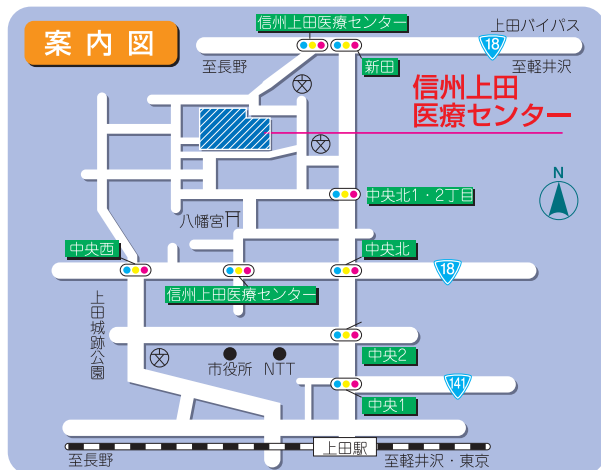 案内図
信州上田医療センター
上田バイパス
18
至長野
新田
至軽井沢
文
信州上田
医療センター
文
N
中央北1・2丁目
八幡宮
中央西
中央北
18
信州上田医療センター
上田城跡公園
文
市役所
NTT
中央2
141
中央1
上田駅
至長野
至軽井沢・東京